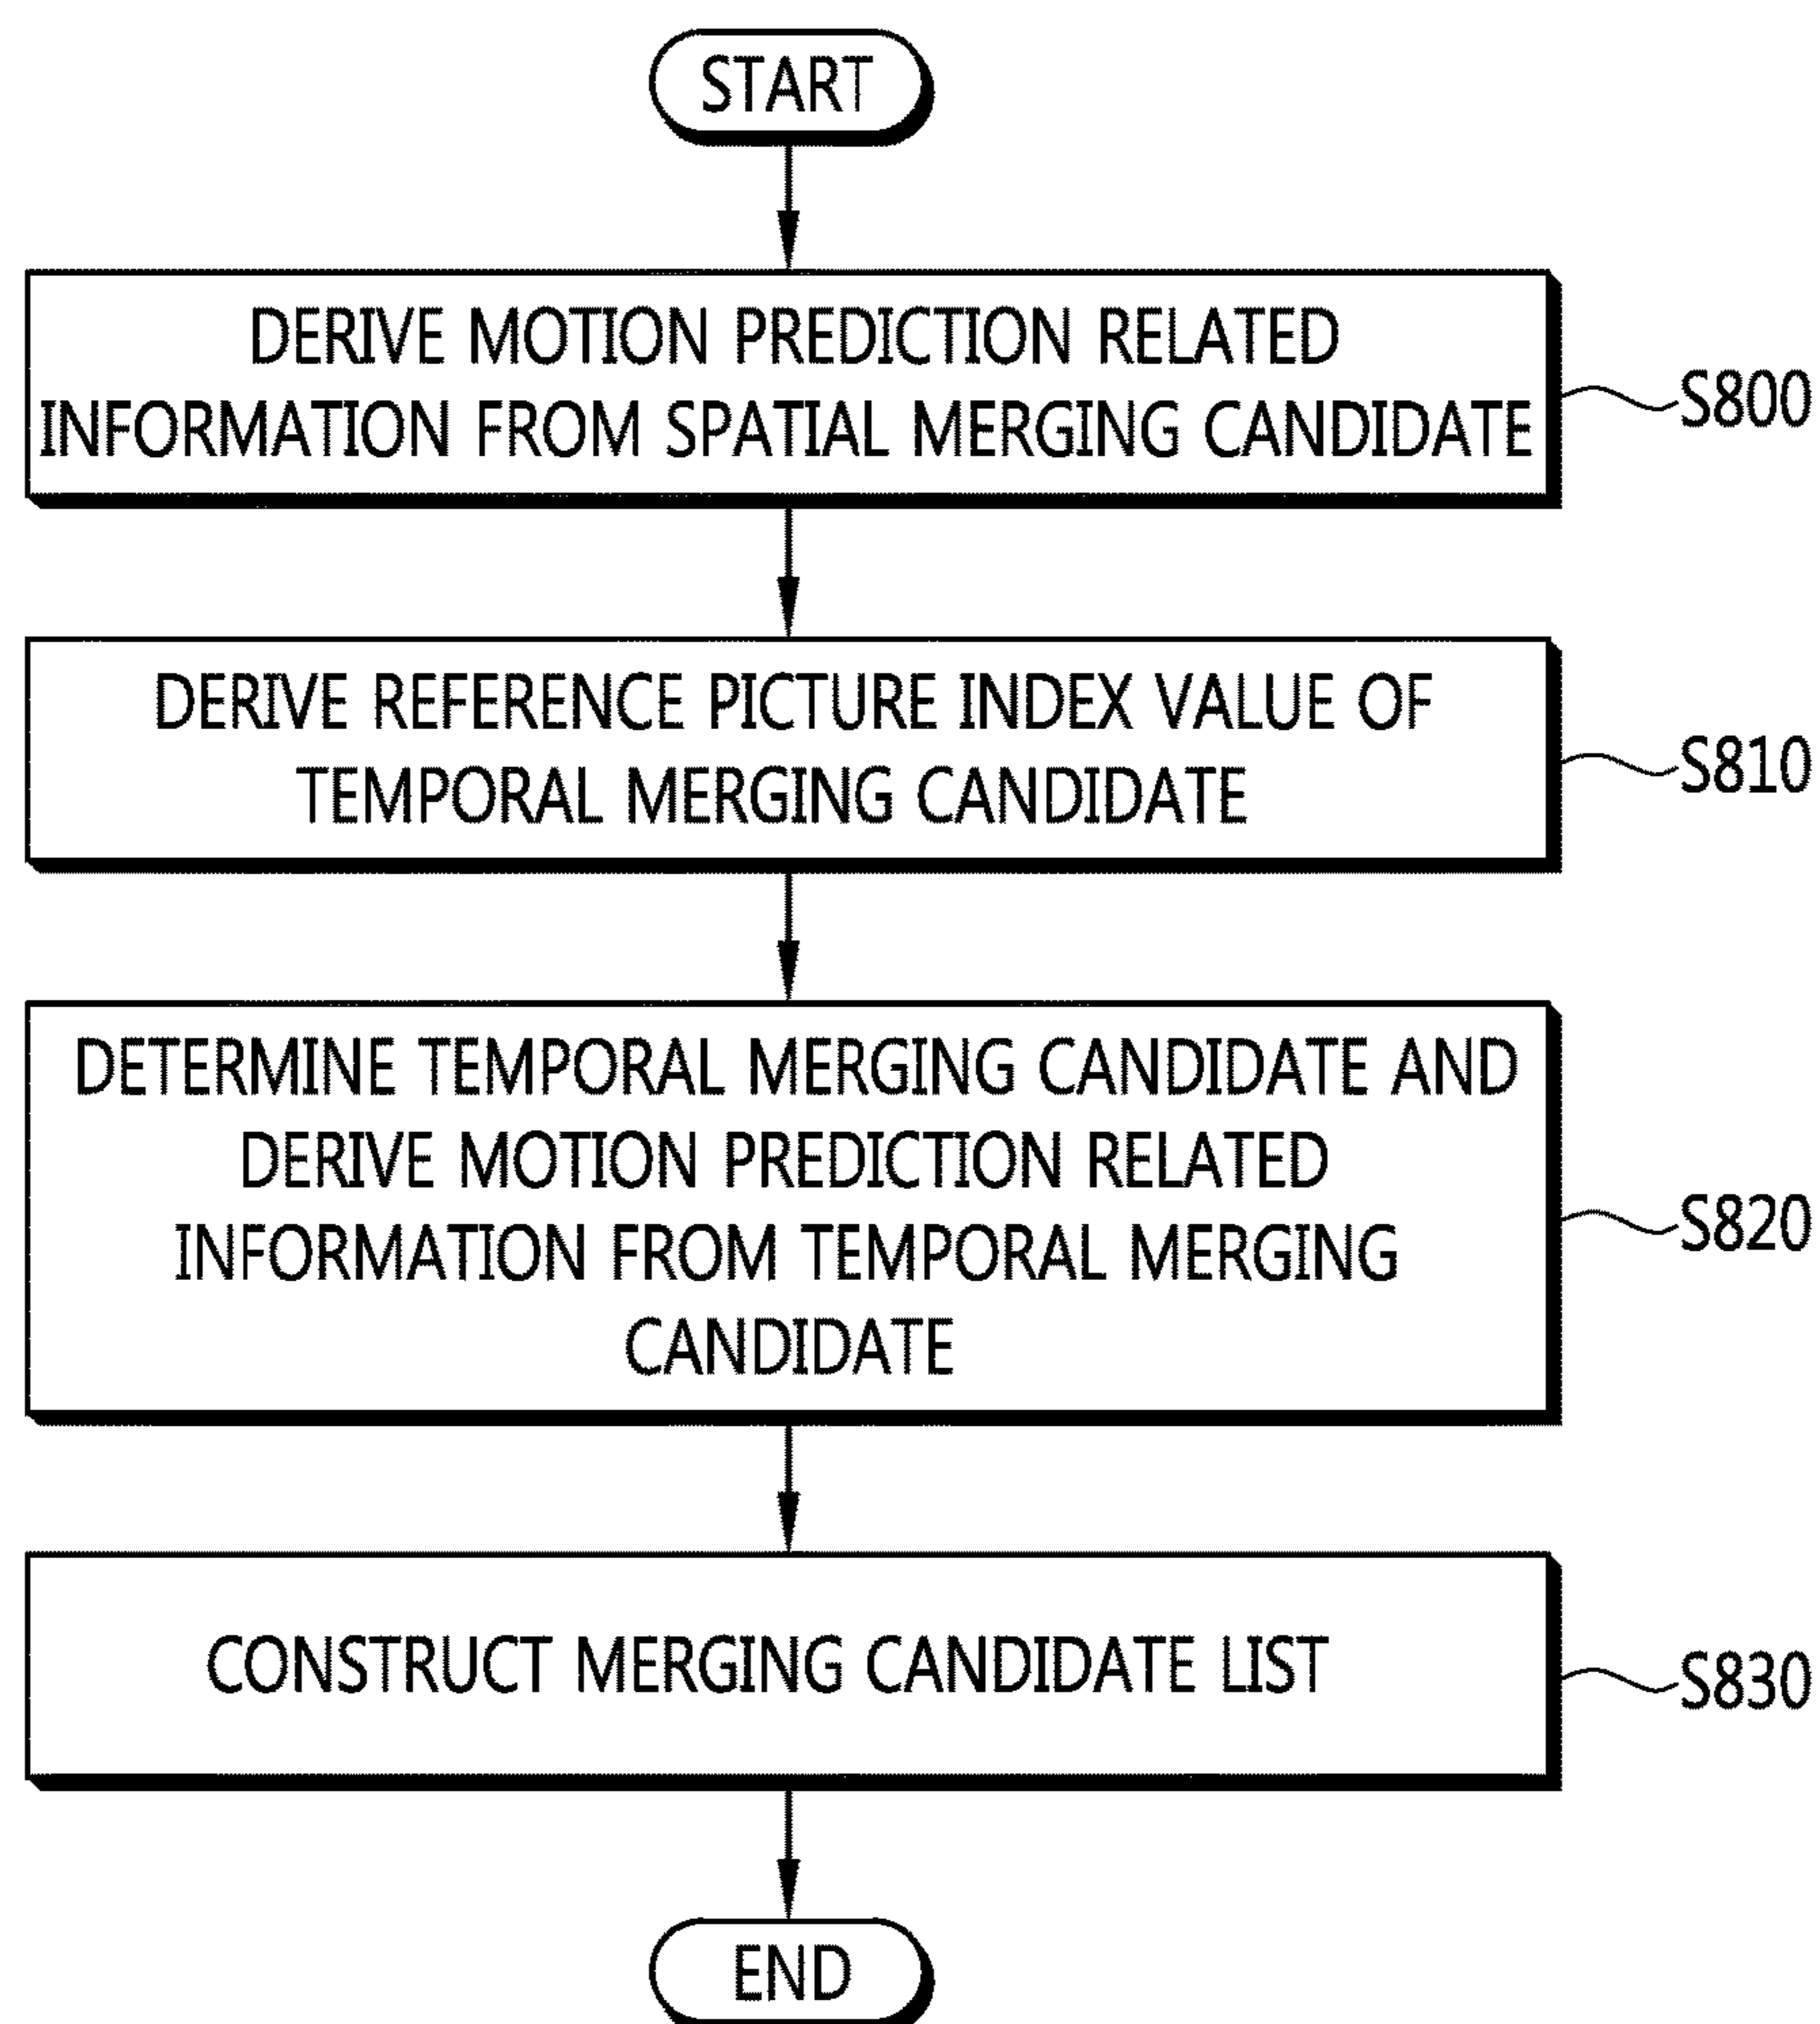 START
DERIVE MOTION PREDICTION RELATED
INFORMATION FROM SPATIAL MERGING CANDIDATE
S800
DERIVE REFERENCE PICTURE INDEX VALUE OF
TEMPORAL MERGING CANDIDATE
S810
DETERMINE TEMPORAL MERGING CANDIDATE AND
DERIVE MOTION PREDICTION RELATED
INFORMATION FROM TEMPORAL MERGING
CANDIDATE
S820
CONSTRUCT MERGING CANDIDATE LIST
S830
END